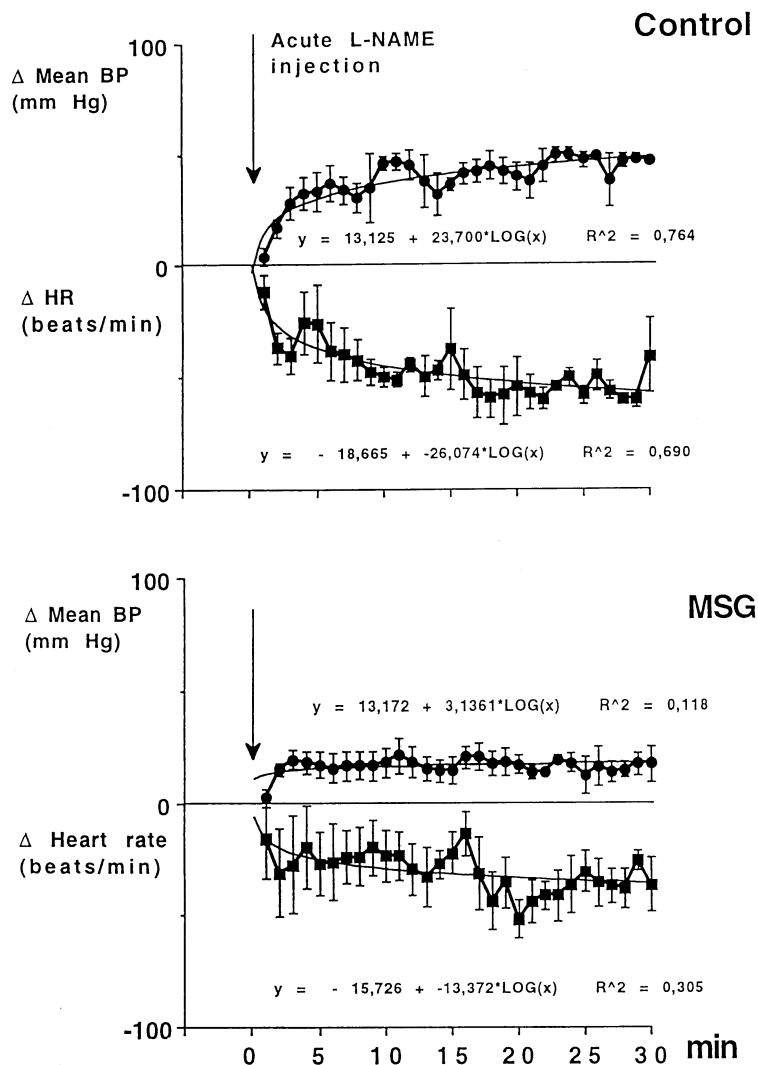 Control
100
Acute L-NAME
injection
Δ Mean BP
(mm Hg)
y = 13,125 + 23,700*LOG(x) R^2 = 0,764
0
Δ HR
(beats/min)
y = - 18,665 + -26,074*LOG(x) R^2 = 0,690
-100
100
MSG
Δ Mean BP
(mm Hg)
y = 13,172 + 3,1361*LOG(x) R^2 = 0,118
0
Δ Heart rate
(beats/min)
y = - 15,726 + -13,372*LOG(x) R^2 = 0,305
-100
0 5 10 15 20 25 30 min